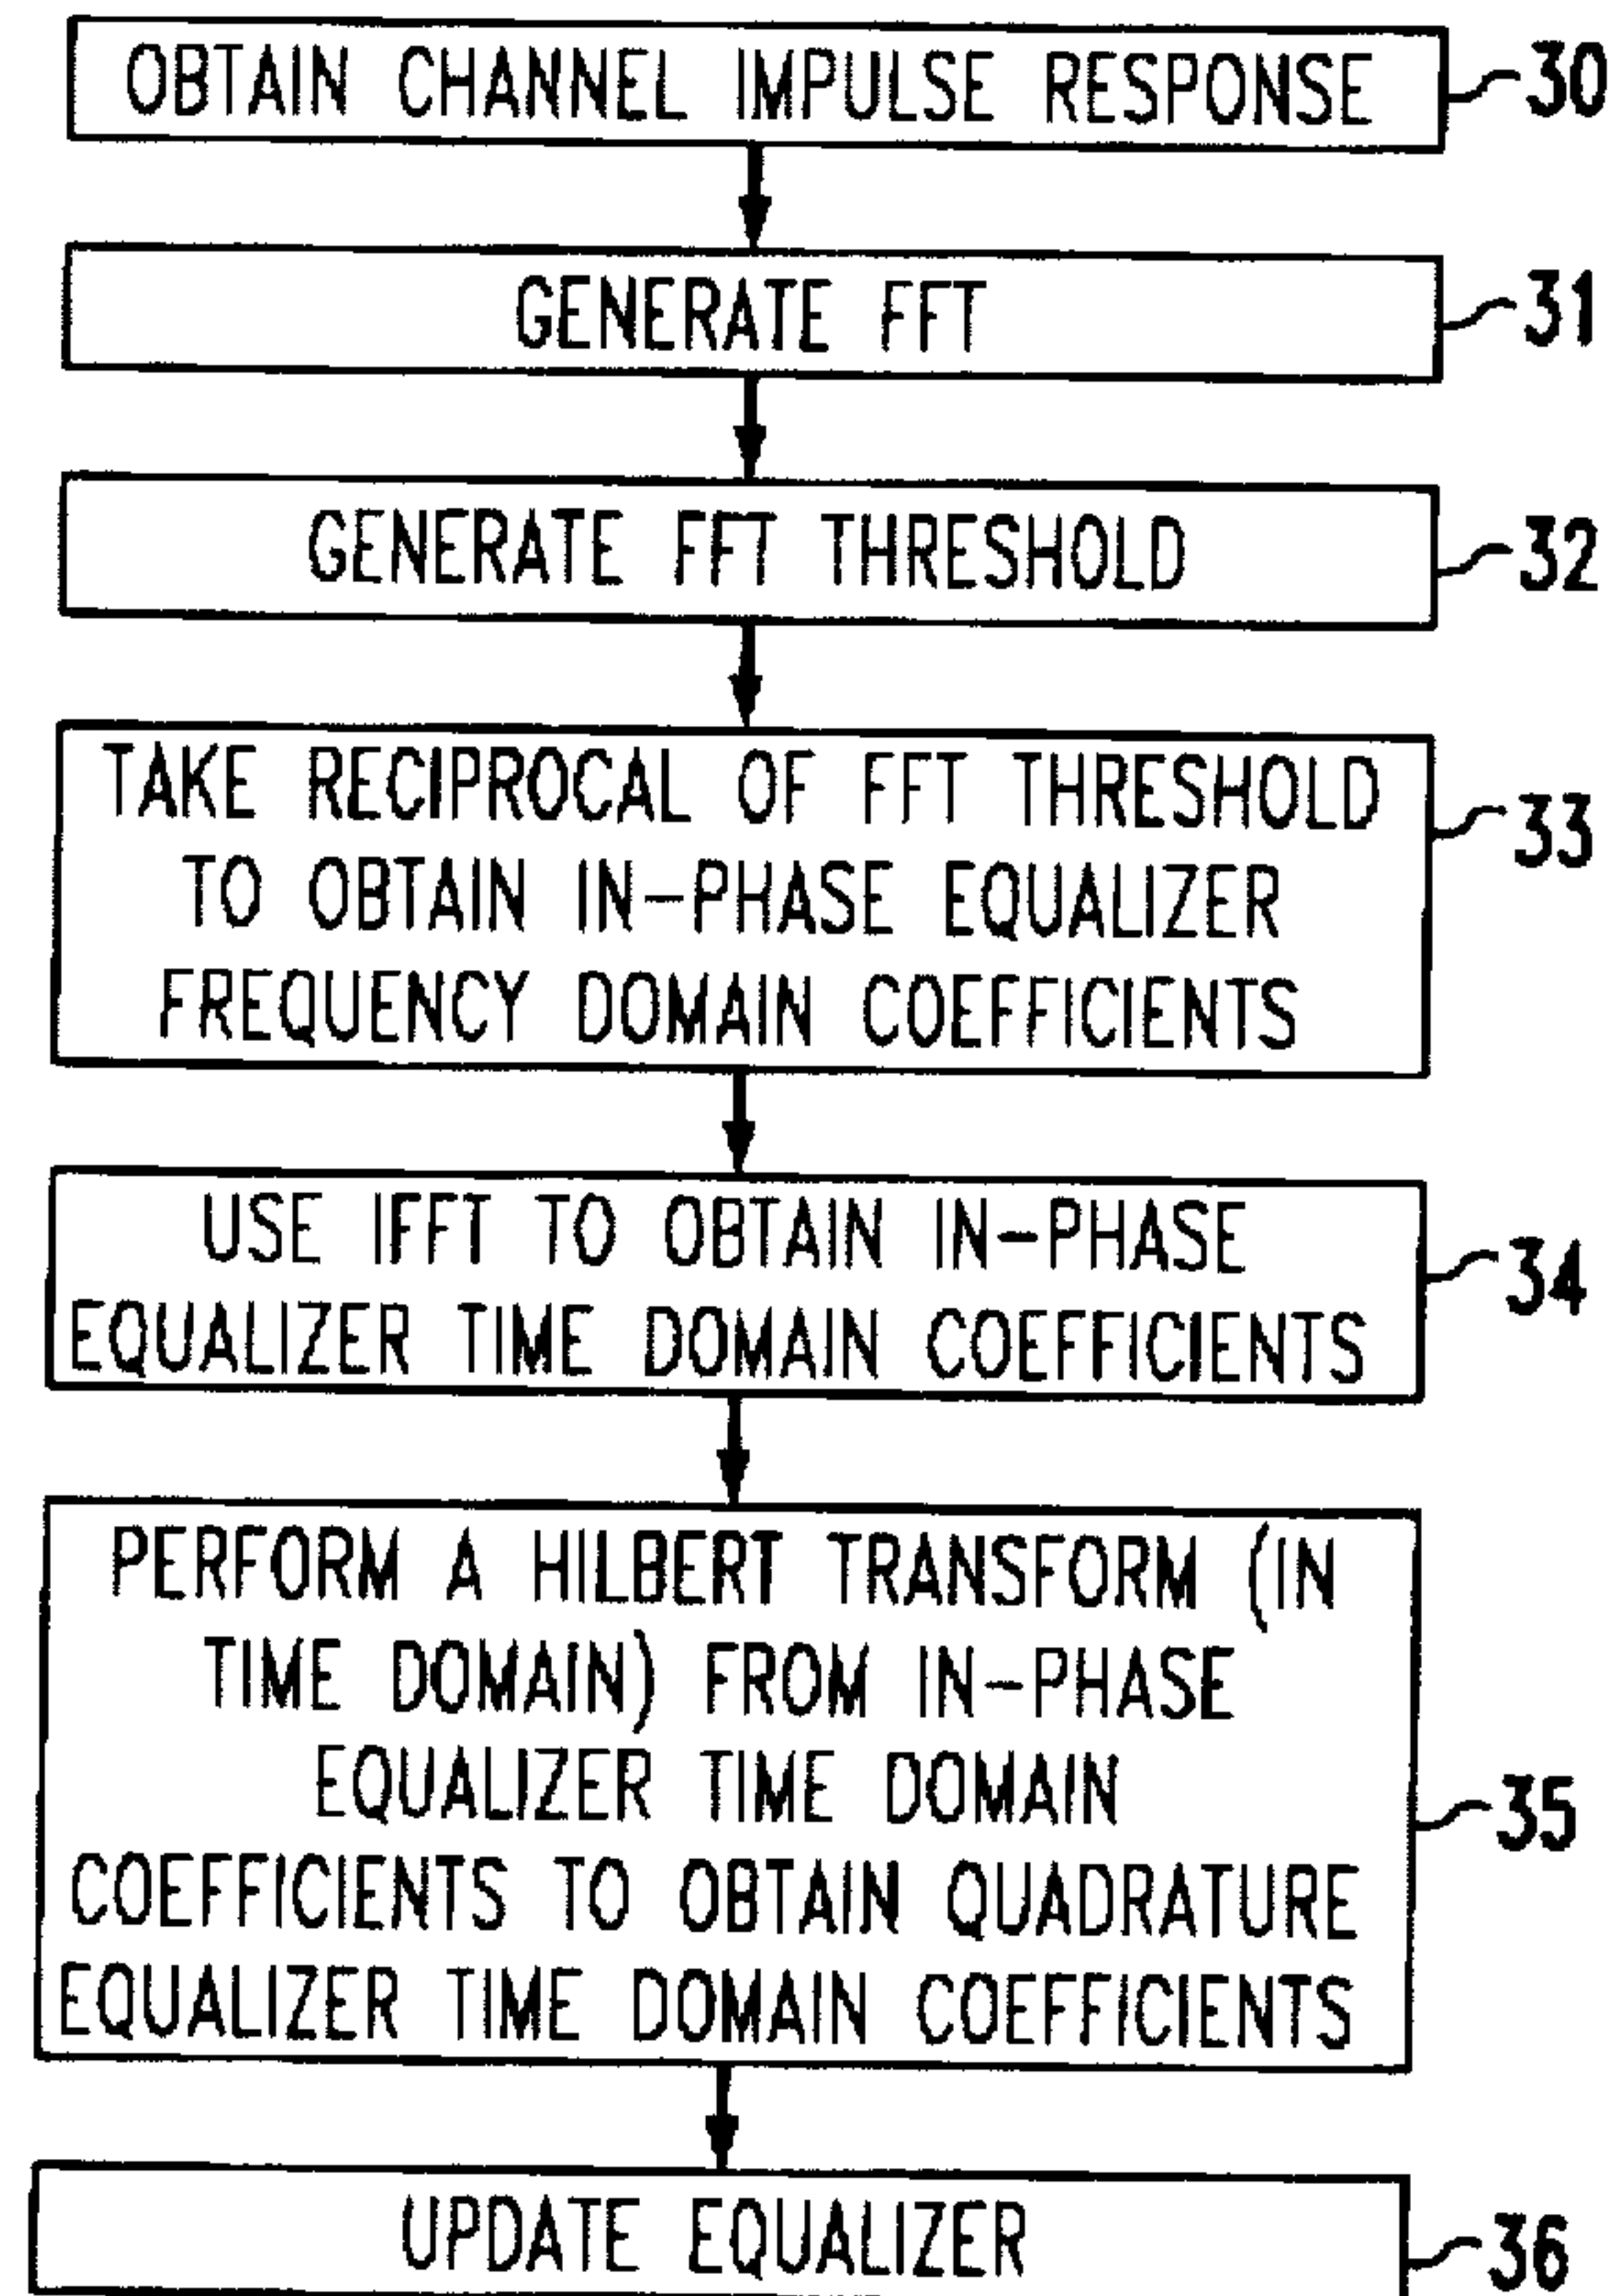 OBTAIN CHANNEL IMPULSE RESPONSE 30
GENERATE FFT 31
GENERATE FFT THRESHOLD 32
TAKE RECIPROCAL OF FFT THRESHOLD
TO OBTAIN IN-PHASE EQUALIZER
FREQUENCY DOMAIN COEFFICIENTS
33
USE IFFT TO OBTAIN IN-PHASE
EQUALIZER TIME DOMAIN COEFFICIENTS
34
PERFORM A HILBERT TRANSFORM (IN
TIME DOMAIN) FROM IN-PHASE
EQUALIZER TIME DOMAIN
COEFFICIENTS TO OBTAIN QUADRATURE
EQUALIZER TIME DOMAIN COEFFICIENTS
35
UPDATE EQUALIZER 36